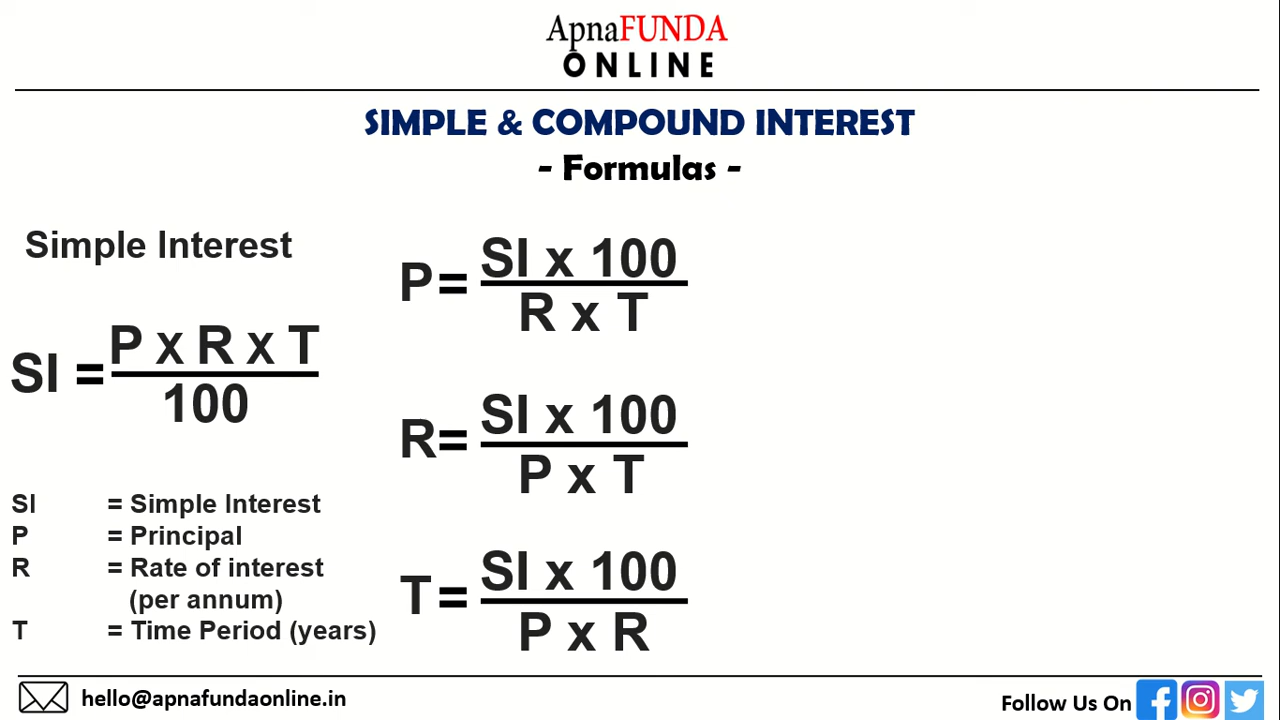 ApnaFUNDA
ONLINE
SIMPLE & COMPOUND INTEREST
- Formulas -
Simple Interest
SI = P x R x T
100
SI = Simple Interest
P = Principal
R = Rate of interest
(per annum)
T = Time Period (years)
P= SI x 100
R x T
R= SI x 100
P x T
T= SI x 100
P x R
hello@apnafundaonline.in
Follow Us On